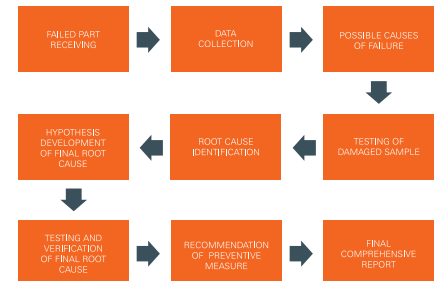 FAILED PART
RECEIVING
DATA
COLLECTION
POSSIBLE CAUSES
OF FAILURE
TESTING OF
DAMAGED SAMPLE
ROOT CAUSE
IDENTIFICATION
HYPOTHESIS
DEVELOPMENT
OF FINAL ROOT
CAUSE
TESTING AND
VERIFICATION
OF FINAL ROOT
CAUSE
RECOMMENDATION
OF PREVENTIVE
MEASURE
FINAL
COMPREHENSIVE
REPORT